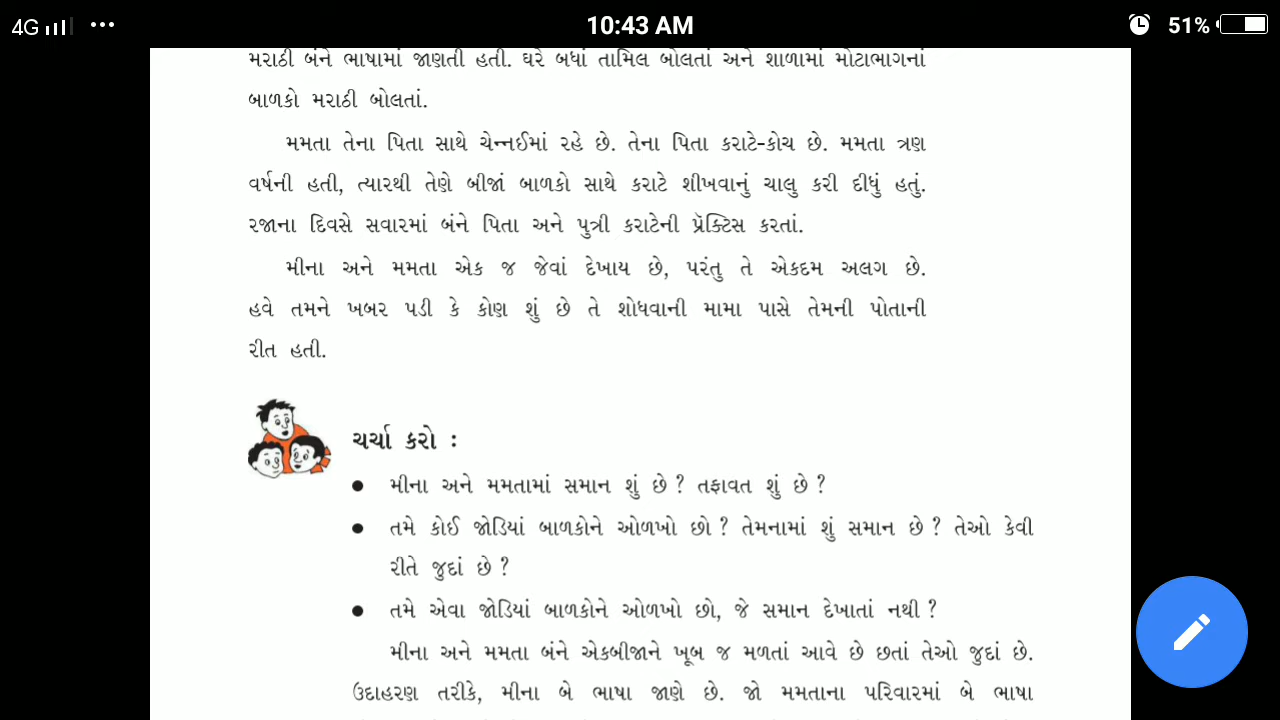 4G
10:43 AM
51%
મરાઠી બંને ભાષામાં જાણતી હતી. ઘરે બધાં તામિલ બોલતાં અને શાળામાં મોટાભાગનાં
બાળકો મરાઠી બોલતાં.
મમતા તેના પિતા સાથે ચેન્નઈમાં રહે છે. તેના પિતા કરાટે-કોચ છે. મમતા ત્રણ
વર્ષની હતી, ત્યારથી તેણે બીજાં બાળકો સાથે કરાટે શીખવાનું ચાલુ કરી દીધું હતું.
રજાના દિવસે સવારમાં બંને પિતા અને પુત્રી કરાટેની પ્રૅક્ટિસ કરતાં.
મીના અને મમતા એક જ જેવાં દેખાય છે, પરંતુ તે એકદમ અલગ છે.
હવે તમને ખબર પડી કે કોણ શું છે તે શોધવાની મામા પાસે તેમની પોતાની
રીત હતી.
ચર્ચા કરો :
● મીના અને મમતામાં સમાન શું છે ? તફાવત શું છે ?
● તમે કોઈ જોડિયાં બાળકોને ઓળખો છો ? તેમનામાં શું સમાન છે ? તેઓ કેવી
રીતે જુદાં છે ?
● તમે એવા જોડિયાં બાળકોને ઓળખો છો, જે સમાન દેખાતાં નથી ?
મીના અને મમતા બંને એકબીજાને ખૂબ જ મળતાં આવે છે છતાં તેઓ જુદાં છે.
ઉદાહરણ તરીકે, મીના બે ભાષા જાણે છે. જો મમતાના પરિવારમાં બે ભાષા